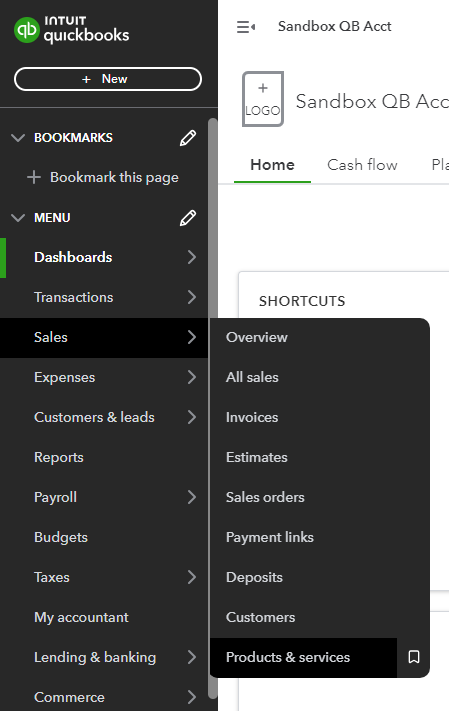 INTUIT
quickbooks
+ New
BOOKMARKS
+ Bookmark this page
MENU
Dashboards
Transactions
Sales
Expenses
Customers & leads
Reports
Payroll
Budgets
Taxes
My accountant
Lending & banking
Commerce
Sandbox QB Acct
+
LOGO
Sandbox QB Acc
Home Cash flow Pla
SHORTCUTS
Overview
All sales
Invoices
Estimates
Sales orders
Payment links
Deposits
Customers
Products & services